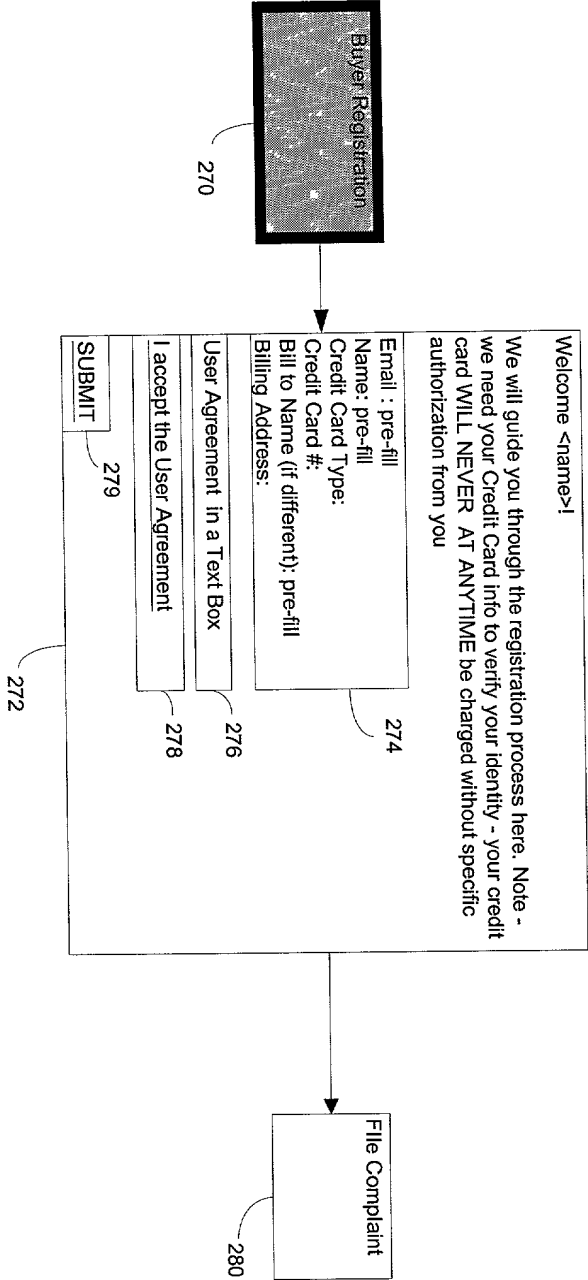 Buyer Registration
270
Welcome <name>!
We will guide you through the registration process here. Note -
we need your Credit Card info to verify your identity - your credit
card WILL NEVER AT ANYTIME be charged without specific
authorization from you
Email : pre-fill
Name: pre-fill
Credit Card Type:
Credit Card #:
Bill to Name (if different): pre-fill
Billing Address:
274
User Agreement in a Text Box
276
I accept the User Agreement
278
SUBMIT
279
272
FIle Complaint
280